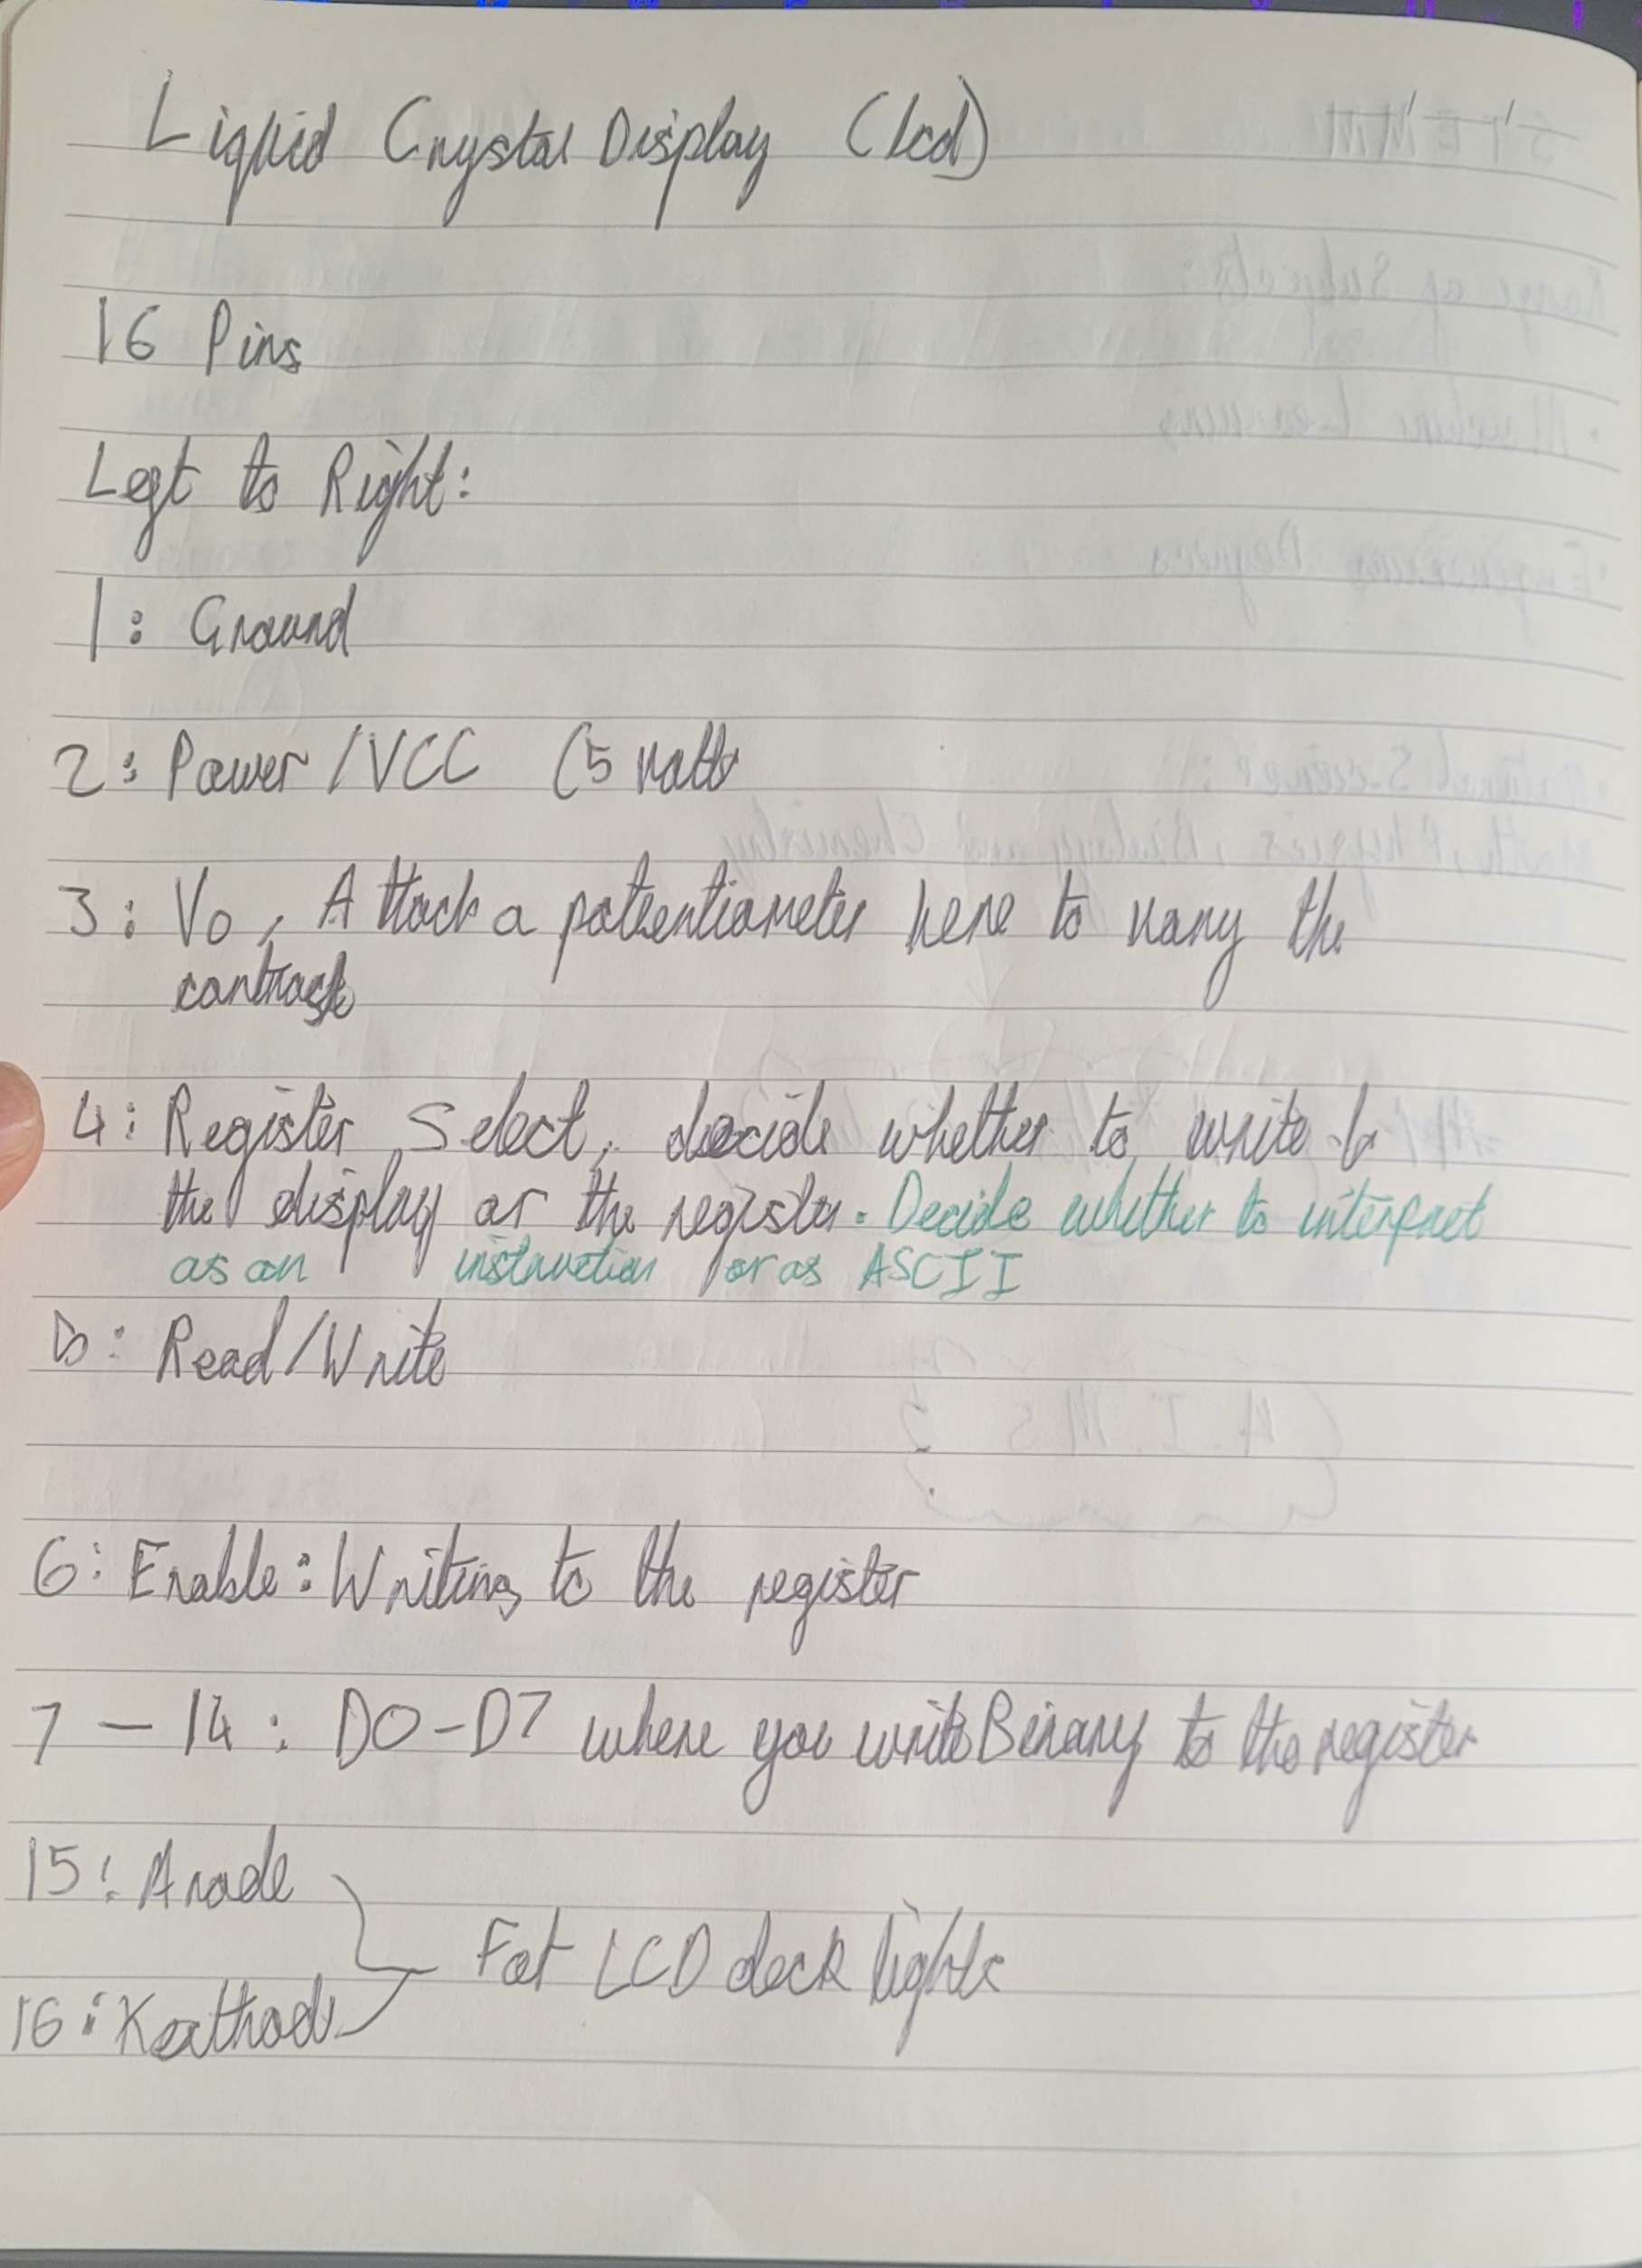 Liquid Crystal Display (lcd)
16 Pins
Left to Right:
1: Ground
2: Power/VCC (5 volts
3: Vo, Attach a potentiometer here to vary the
contrast
4: Register Select, decide whether to write to
the display or the register. Decide whether to interpret
as an instruction or as ASCII
5: Read/Write
6: Enable: Writing to the register
7 - 14: D0-D7 where you write Binary to the register
15: Anode
For LCD deck lights
16: Kathode